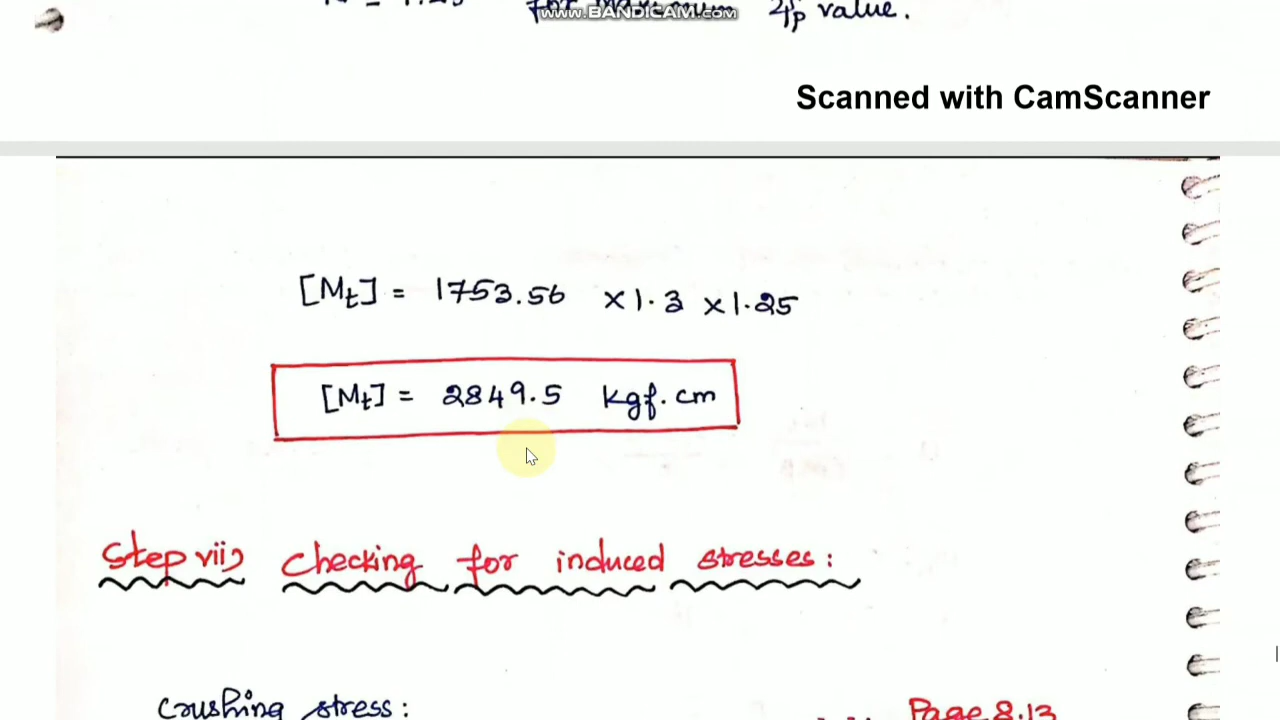 www.BANDICAM.com
value.
Scanned with CamScanner
[Mt] = 1753.56 ×1.3 ×1.25
[Mt] = 2849.5 kgf.cm
Step vii) Checking for induced stresses:
Crushing stress:
Page 8.13